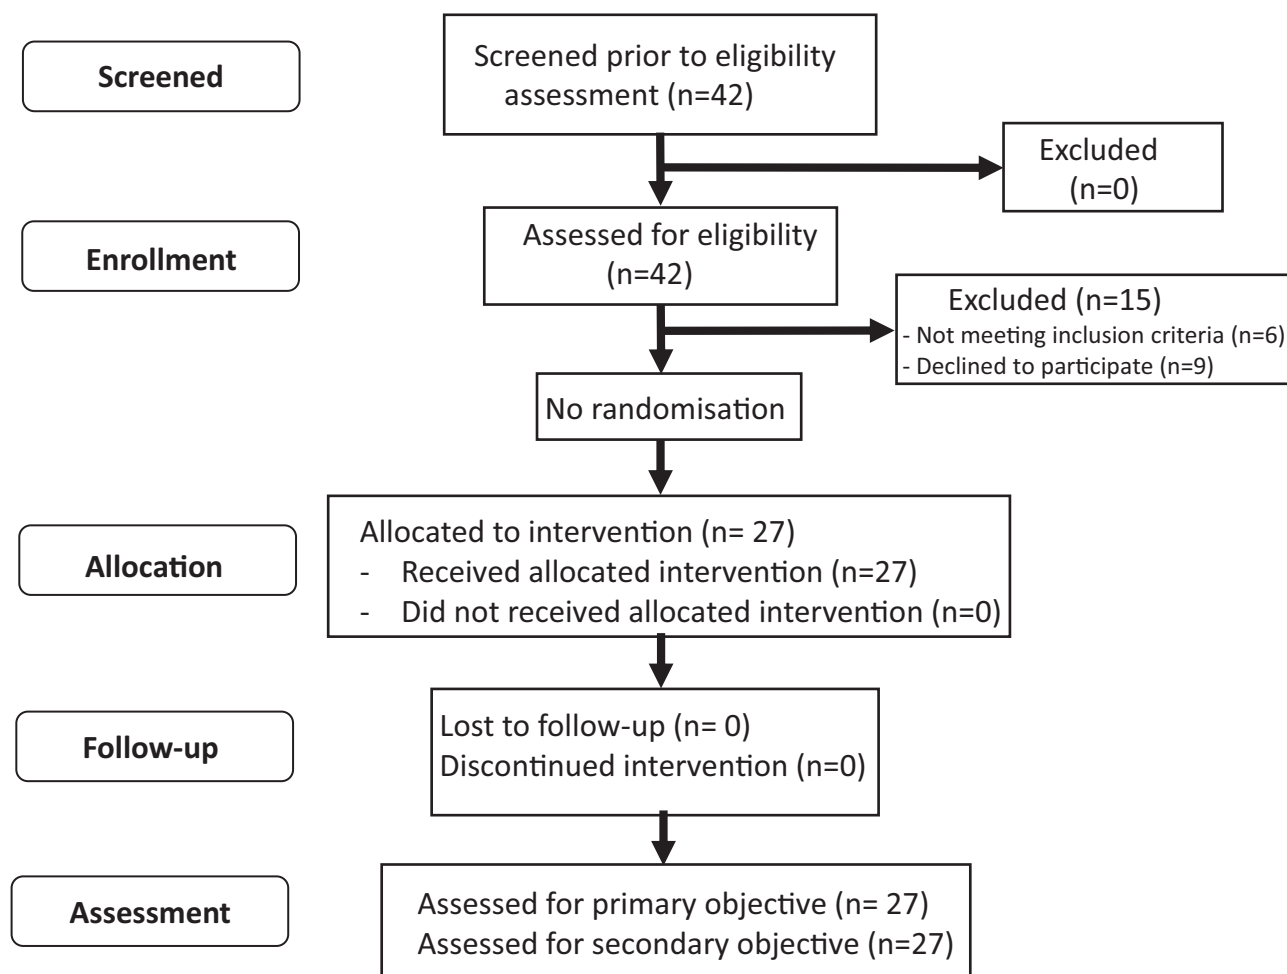 Screened
Screened prior to eligibility
assessment (n=42)
Excluded
(n=0)
Enrollment
Assessed for eligibility
(n=42)
Excluded (n=15)
- Not meeting inclusion criteria (n=6)
- Declined to participate (n=9)
No randomisation
Allocation
Allocated to intervention (n= 27)
- Received allocated intervention (n=27)
- Did not received allocated intervention (n=0)
Follow-up
Lost to follow-up (n= 0)
Discontinued intervention (n=0)
Assessment
Assessed for primary objective (n= 27)
Assessed for secondary objective (n=27)